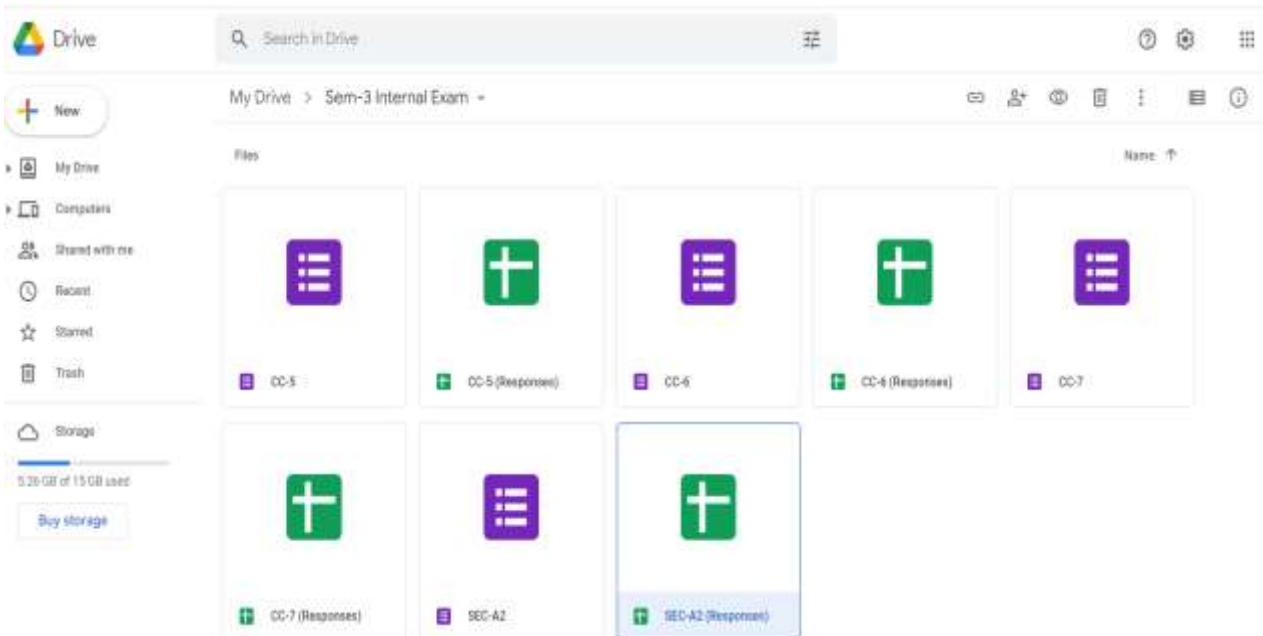 Drive
Search in Drive
New
My Drive > Sem-3 Internal Exam
My Drive
Computers
Shared with me
Recent
Starred
Trash
Storage
5.26 GB of 15 GB used
Buy storage
Files
Name
CC-5
CC-5 (Responses)
CC-6
CC-6 (Responses)
CC-7
CC-7 (Responses)
SEC-A2
SEC-A2 (Responses)